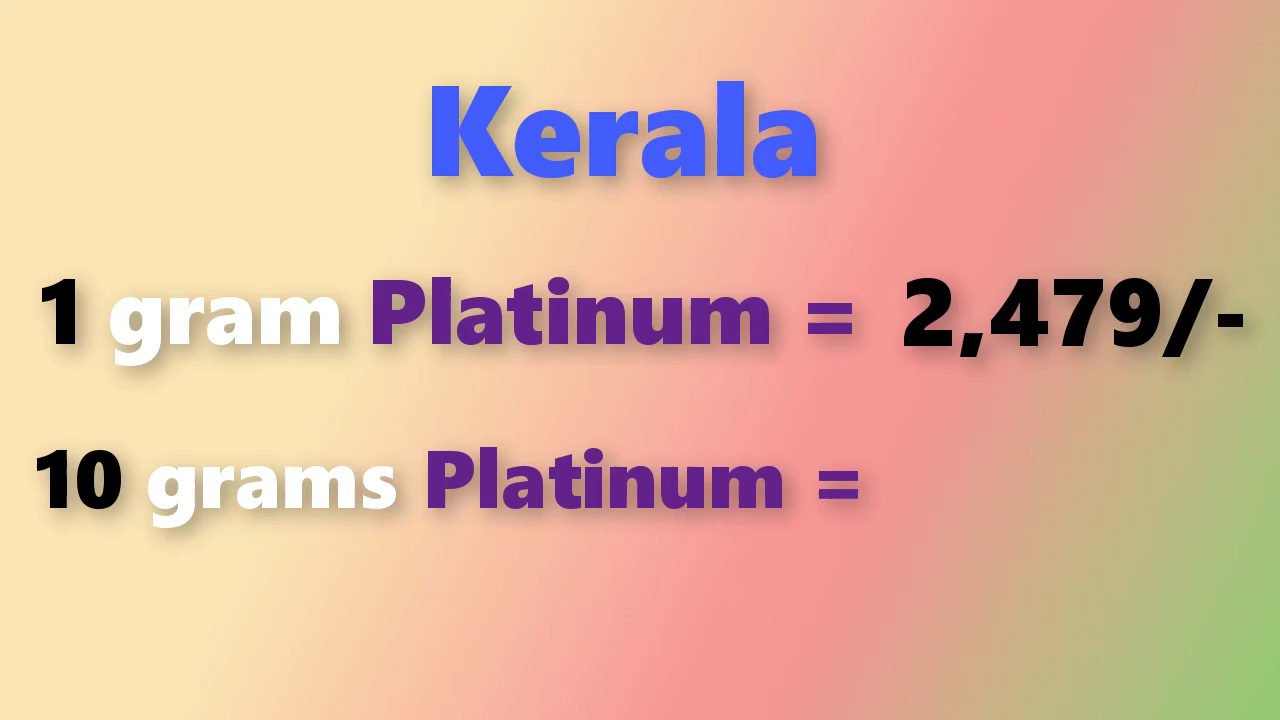 Kerala
1 gram Platinum = 2,479/-
10 grams Platinum =